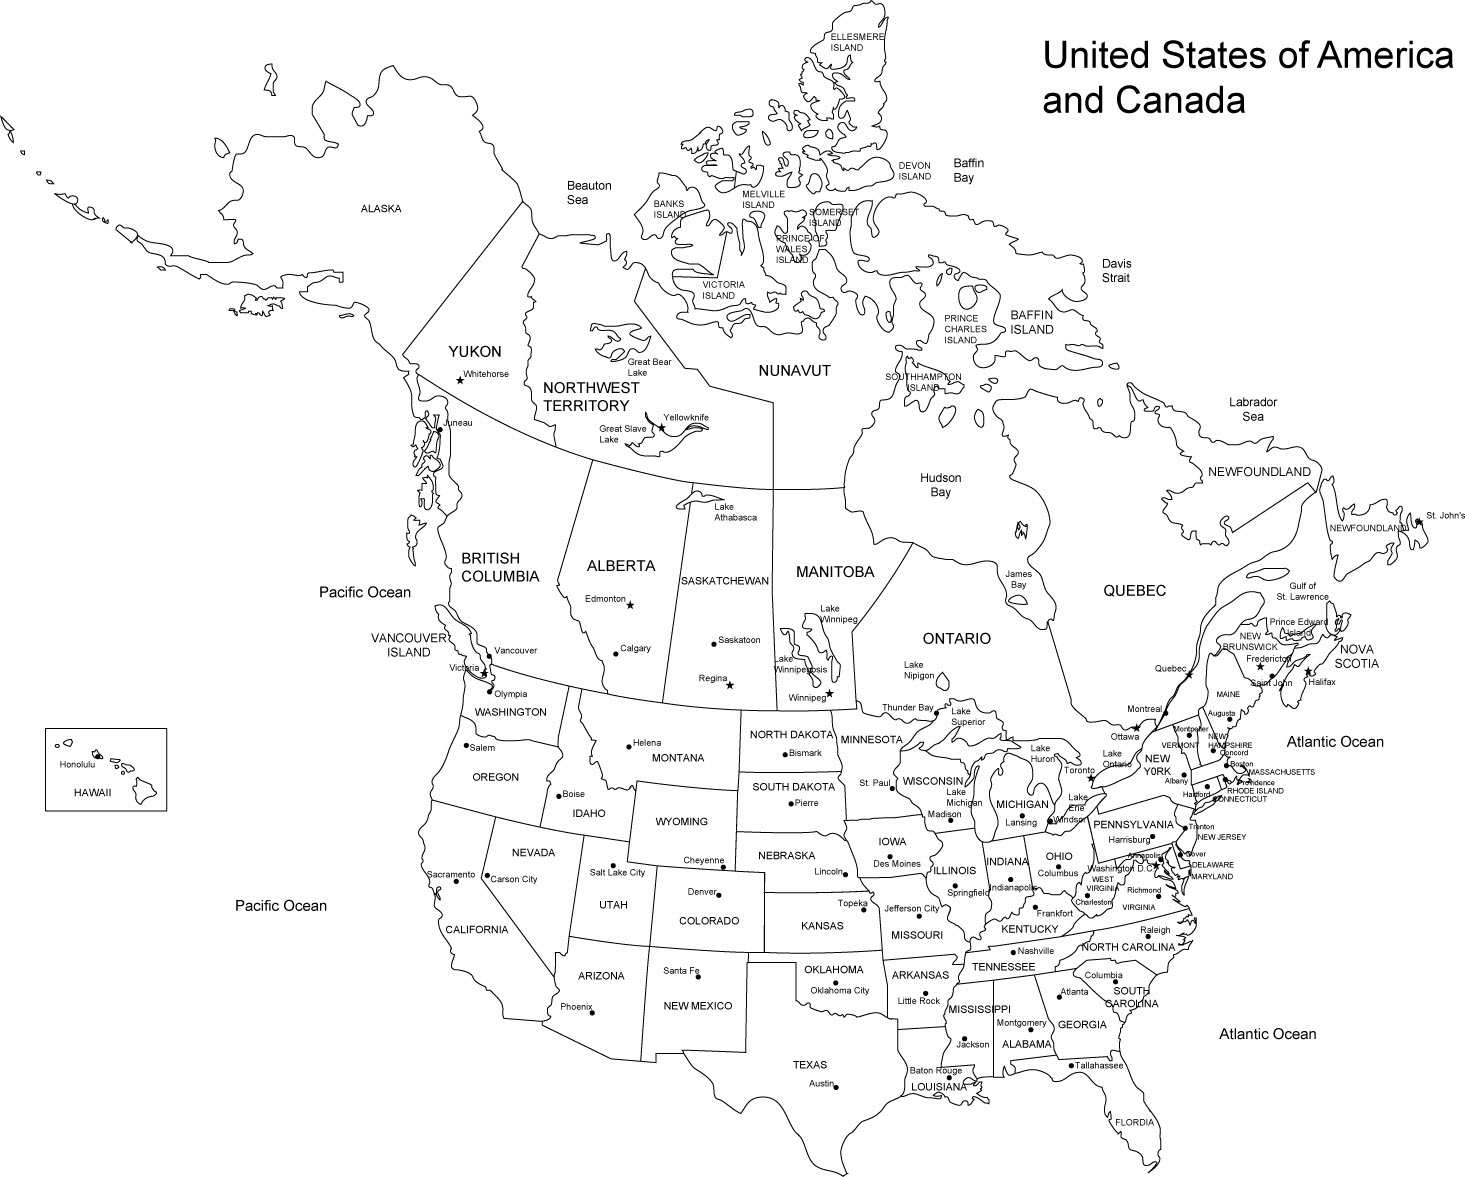 United States of America
and Canada
ELLESMERE
ISLAND
DEVON
ISLAND
Baffin
Bay
Beauton
Sea
BANKS
ISLAND
MELVILLE
ISLAND
SOMERSET
ISLAND
PRINCE OF
WALES
ISLAND
VICTORIA
ISLAND
ALASKA
Davis
Strait
PRINCE
CHARLES
ISLAND
BAFFIN
ISLAND
YUKON
Whitehorse
Great Bear
Lake
NORTHWEST
TERRITORY
NUNAVUT
SOUTHHAMPTON
ISLAND
Yellowknife
Great Slave
Lake
Juneau
Labrador
Sea
Hudson
Bay
NEWFOUNDLAND
Lake
Athabasca
NEWFOUNDLAND
St. John's
BRITISH
COLUMBIA
ALBERTA
SASKATCHEWAN
MANITOBA
James
Bay
QUEBEC
Gulf of
St. Lawrence
Pacific Ocean
Edmonton
Lake
Winnipeg
Prince Edward
Island
VANCOUVER
ISLAND
Vancouver
Victoria
Calgary
Saskatoon
Regina
Lake
Winnipegosis
Winnipeg
ONTARIO
Lake
Nipigon
NEW
BRUNSWICK
Fredericton
Saint John
NOVA
SCOTIA
Halifax
Quebec
Montreal
Ottawa
Thunder Bay
Lake
Superior
Olympia
WASHINGTON
MAINE
Augusta
Salem
OREGON
Helena
MONTANA
NORTH DAKOTA
Bismark
MINNESOTA
St. Paul
WISCONSIN
Madison
Lake
Michigan
Lake
Huron
Lake
Ontario
Toronto
Montpelier
VERMONT
NEW
HAMPSHIRE
Concord
NEW
YORK
Albany
Boston
MASSACHUSETTS
Providence
RHODE ISLAND
Hartford
CONNECTICUT
Atlantic Ocean
Honolulu
HAWAII
Boise
IDAHO
WYOMING
Cheyenne
SOUTH DAKOTA
Pierre
MICHIGAN
Lansing
Lake
Erie
Windsor
PENNSYLVANIA
Harrisburg
Trenton
NEW JERSEY
NEVADA
Carson City
Sacramento
CALIFORNIA
Salt Lake City
UTAH
Denver
COLORADO
NEBRASKA
Lincoln
IOWA
Des Moines
ILLINOIS
Springfield
INDIANA
Indianapolis
OHIO
Columbus
Annapolis
Dover
DELAWARE
Washington D.C.
MARYLAND
WEST
VIRGINIA
Charleston
Richmond
VIRGINIA
Pacific Ocean
Topeka
KANSAS
Jefferson City
MISSOURI
Frankfort
KENTUCKY
Raleigh
NORTH CAROLINA
Nashville
TENNESSEE
ARIZONA
Phoenix
Santa Fe
NEW MEXICO
OKLAHOMA
Oklahoma City
ARKANSAS
Little Rock
MISSISSIPPI
Jackson
Montgomery
ALABAMA
Atlanta
GEORGIA
Columbia
SOUTH
CAROLINA
Atlantic Ocean
TEXAS
Austin
Baton Rouge
LOUISIANA
Tallahassee
FLORDIA